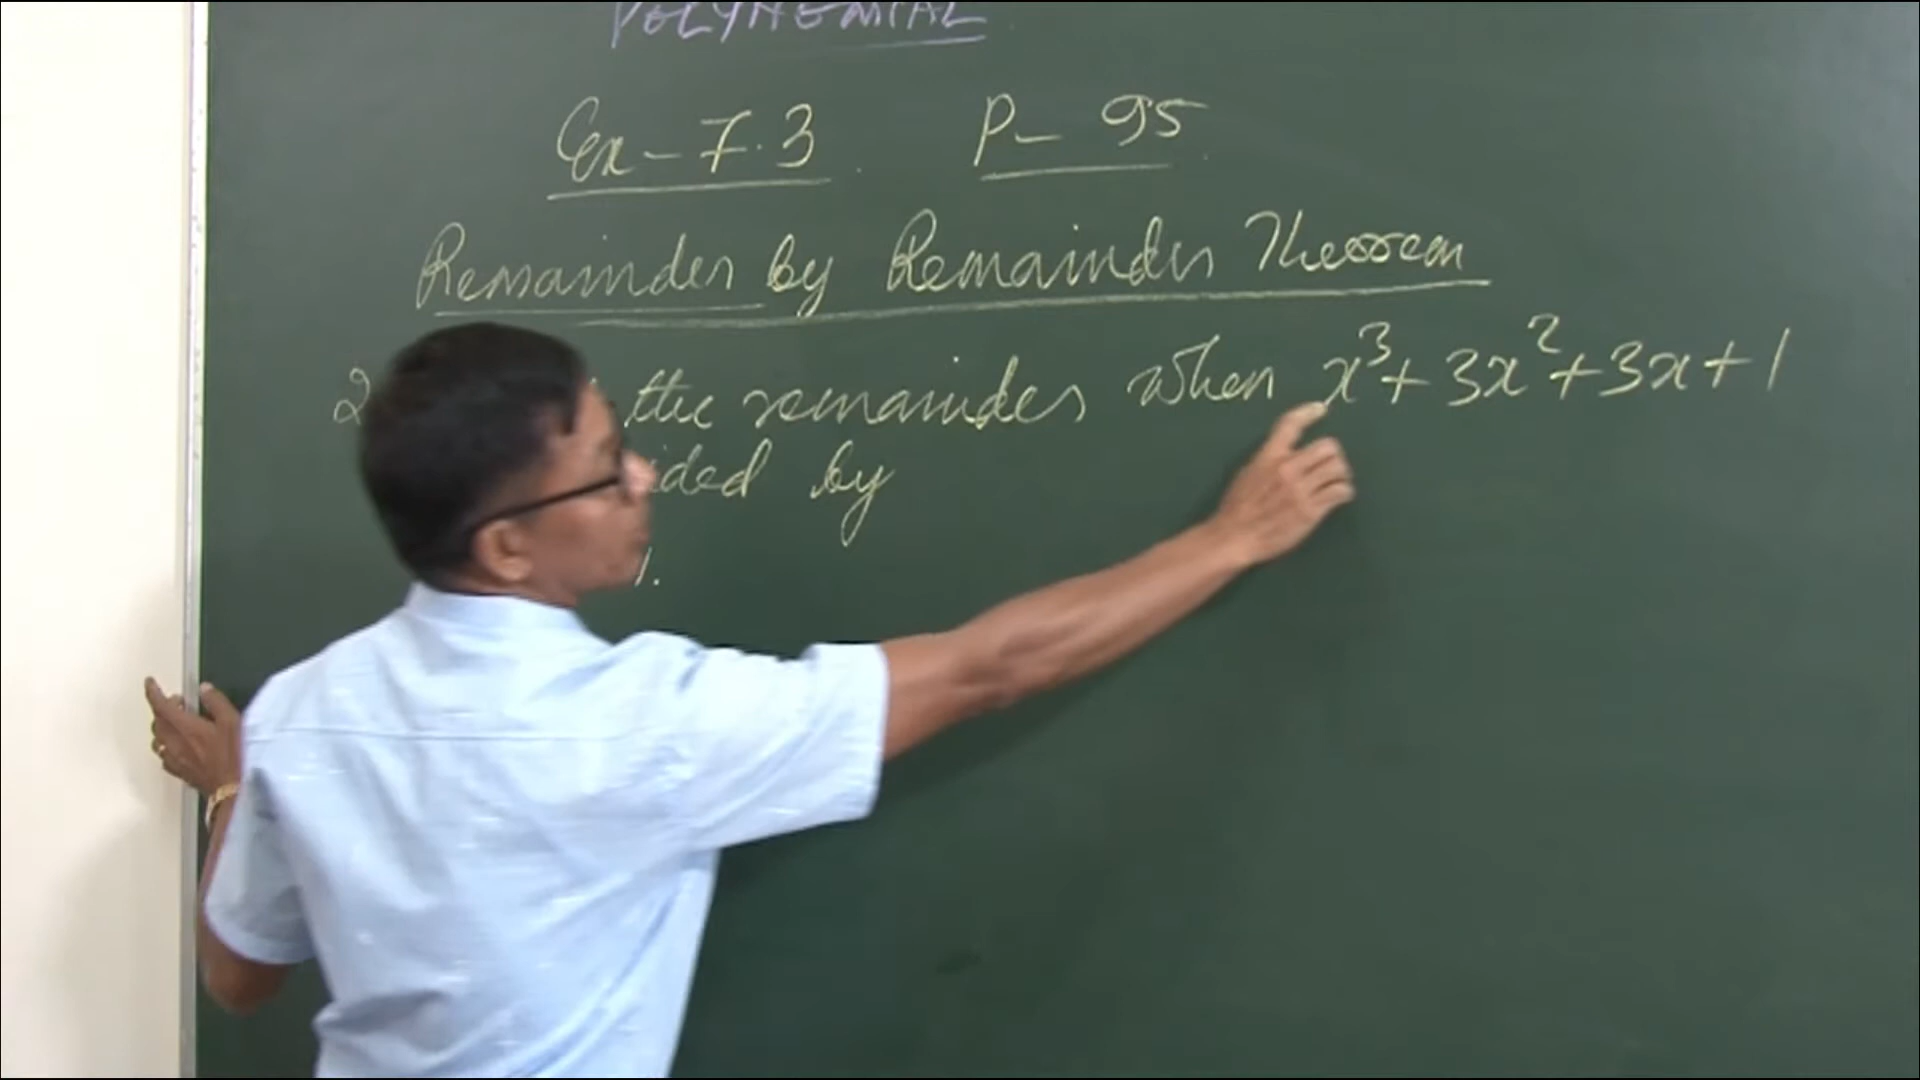 POLYNOMIAL
Ex - 7.3 P - 95
Remainder by Remainder Theorem
2 the remainder when x³ + 3x² + 3x + 1
ided by
1.